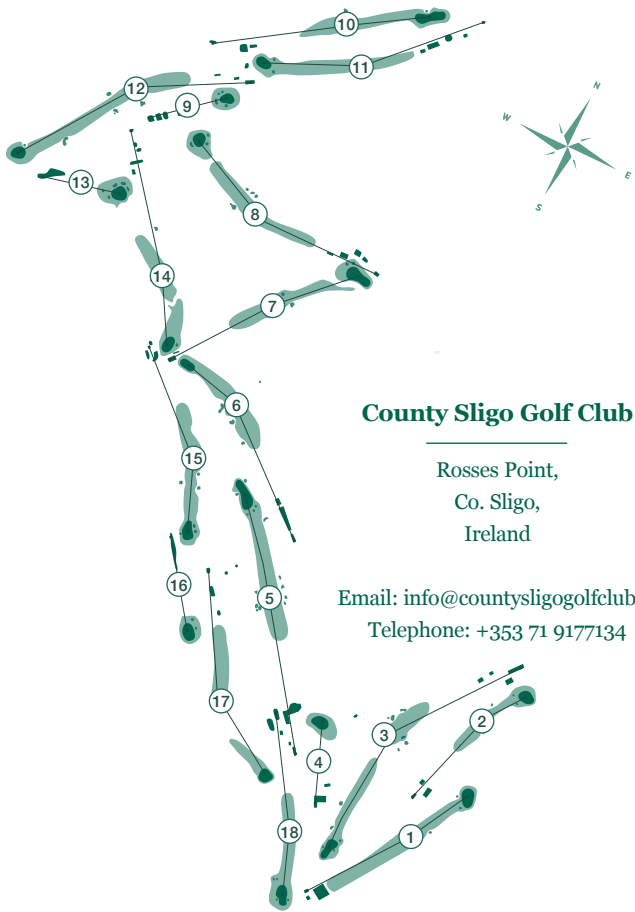 10
11
12
9
N
W
E
S
13
8
14
7
6
County Sligo Golf Club
15
Rosses Point,
Co. Sligo,
Ireland
16
5
Email: info@countysligogolfclub
Telephone: +353 71 9177134
17
2
3
4
18
1